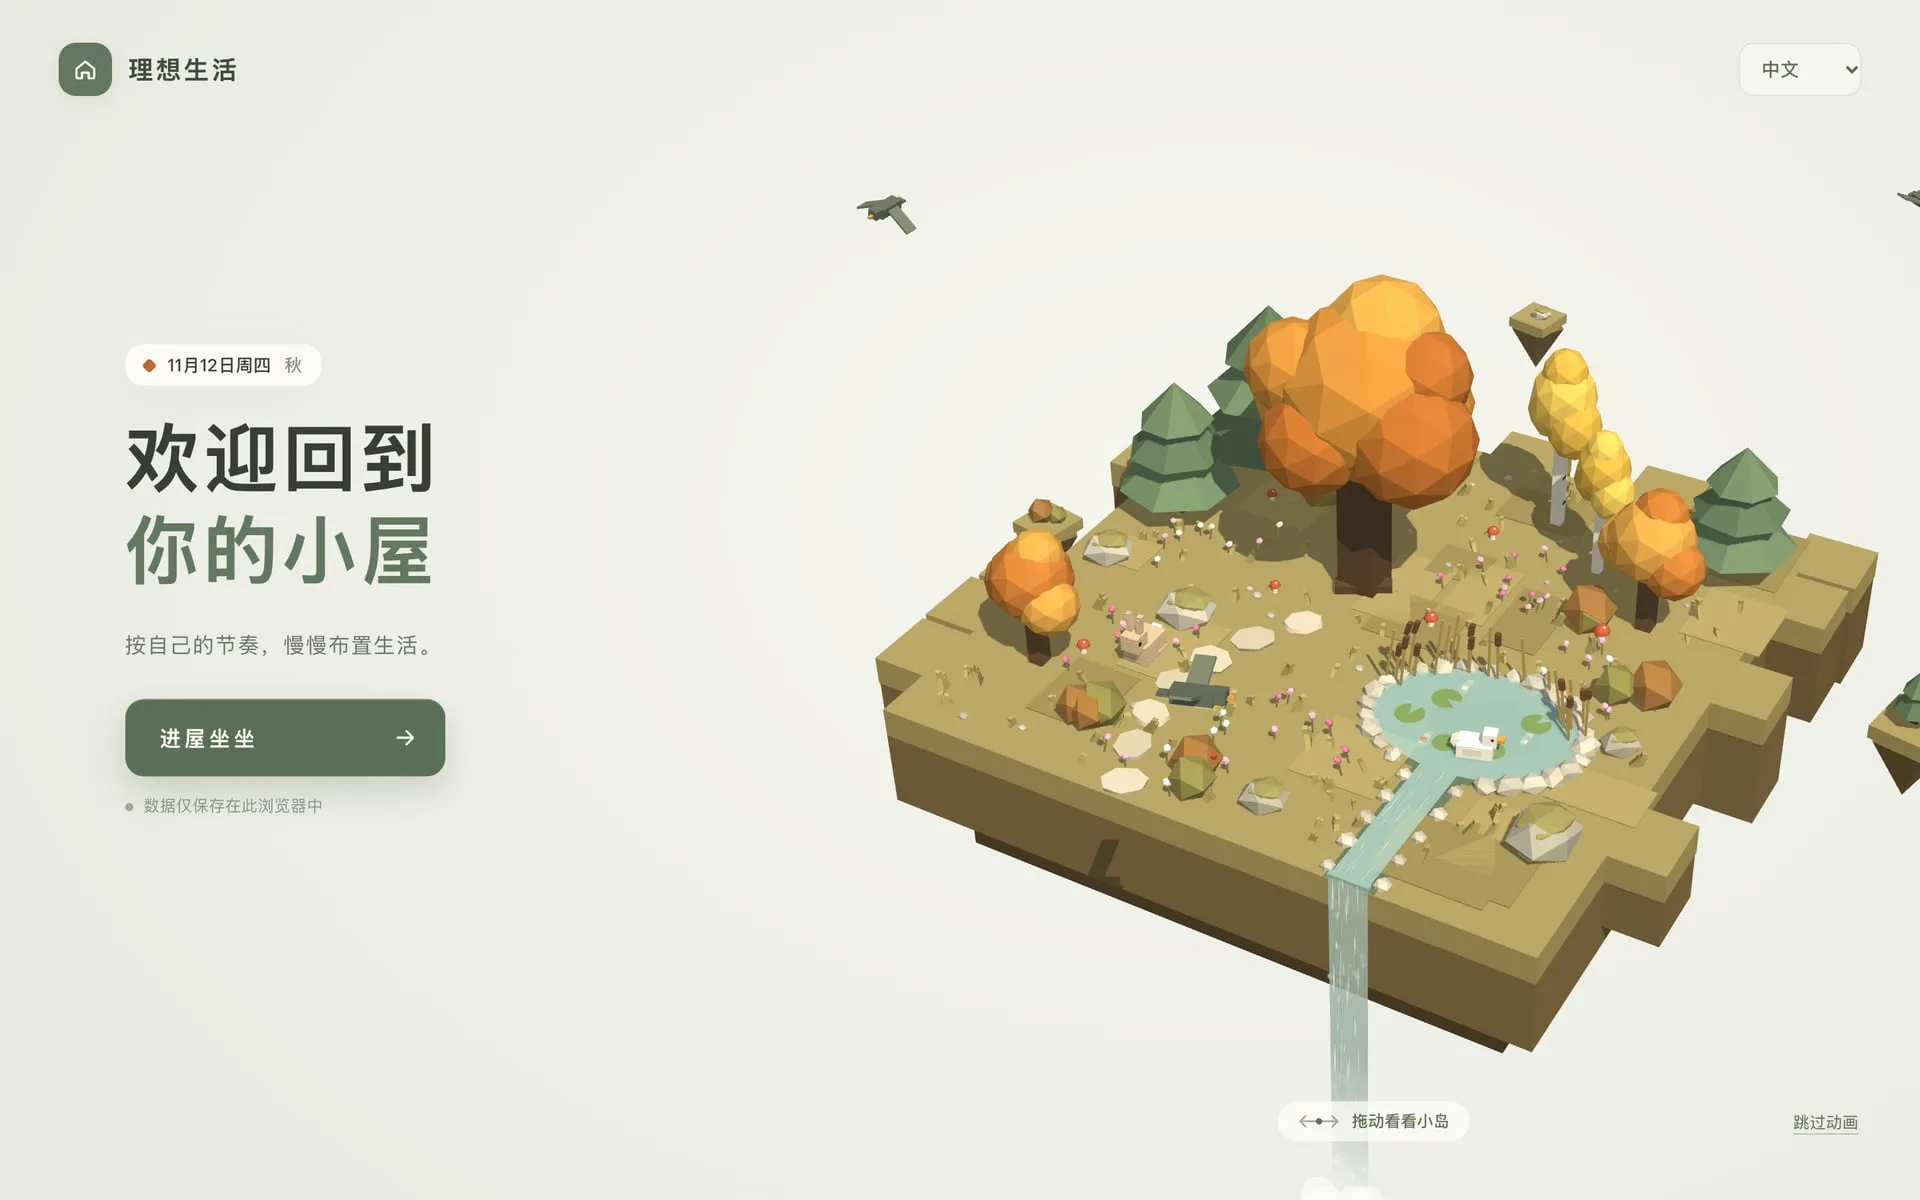 理想生活
中文
11月12日周四 秋
欢迎回到
你的小屋
按自己的节奏，慢慢布置生活。
进屋坐坐
数据仅保存在此浏览器中
拖动看看小岛
跳过动画